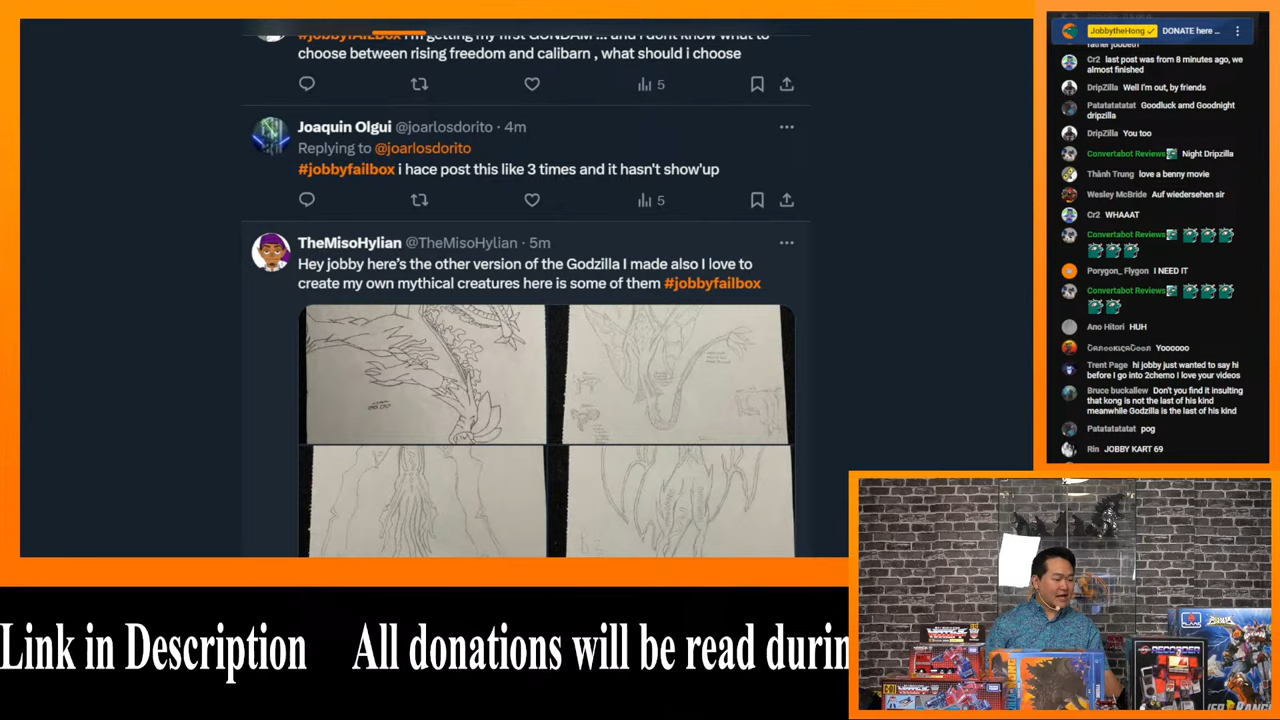 #jobbyfAILBox I'm getting my first GUNDAM ... and i dont know what to
choose between rising freedom and calibarn , what should i choose
5
Joaquin Olgui @joarlosdorito · 4m
Replying to @joarlosdorito
#jobbyfailbox i hace post this like 3 times and it hasn't show'up
5
TheMisoHylian @TheMisoHylian · 5m
Hey jobby here's the other version of the Godzilla I made also I love to
create my own mythical creatures here is some of them #jobbyfailbox
JobbytheHong DONATE here ...
father jobbeth
Cr2 last post was from 8 minutes ago, we
almost finished
DripZilla Well I'm out, by friends
Patatatatatat Goodluck amd Goodnight
dripzilla
DripZilla You too
Convertabot Reviews Night Dripzilla
Thành Trung love a benny movie
Wesley McBride Auf wiedersehen sir
Cr2 WHAAAT
Convertabot Reviews
Porygon_ Flygon I NEED IT
Convertabot Reviews
Ano Hitori HUH
Yoooooo
Trent Page hi jobby just wanted to say hi
before I go into 2chemo I love your videos
Bruce buckallew Don't you find it insulting
that kong is not the last of his kind
meanwhile Godzilla is the last of his kind
Patatatatatat pog
Rin JOBBY KART 69
Link in Description All donations will be read durin
RECORDER